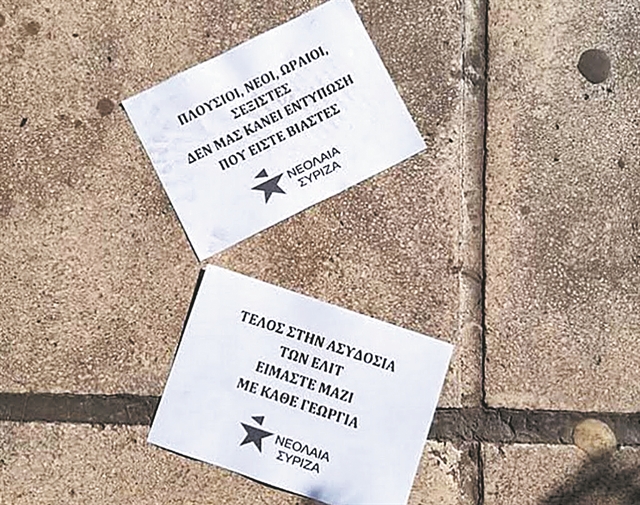 ΠΛΟΥΣΙΟΙ, ΝΕΟΙ, ΩΡΑΙΟΙ,
ΣΕΞΙΣΤΕΣ
ΔΕΝ ΜΑΣ ΚΑΝΕΙ ΕΝΤΥΠΩΣΗ
ΠΟΥ ΕΙΣΤΕ ΒΙΑΣΤΕΣ
ΝΕΟΛΑΙΑ
ΣΥΡΙΖΑ
ΤΕΛΟΣ ΣΤΗΝ ΑΣΥΔΟΣΙΑ
ΤΩΝ ΕΛΙΤ
ΕΙΜΑΣΤΕ ΜΑΖΙ
ΜΕ ΚΑΘΕ ΓΕΩΡΓΙΑ
ΝΕΟΛΑΙΑ
ΣΥΡΙΖΑ